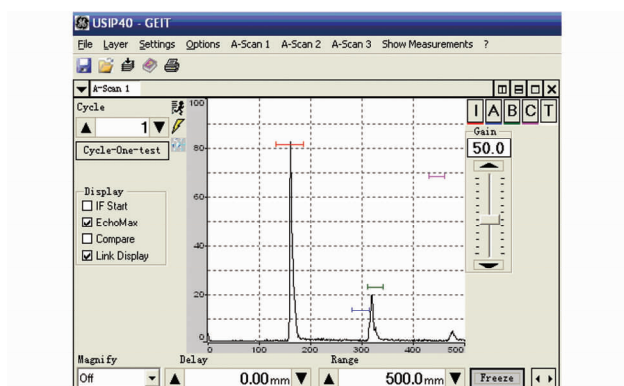 USIP40 - GEIT
File Layer Settings Options A-Scan 1 A-Scan 2 A-Scan 3 Show Measurements ?
A-Scan 1
Cycle
1
Cycle-One-test
Display
IF Start
EchoMax
Compare
Link Display
100
80
60
40
20
0
0 100 200 300 400 500
I A B C T
Gain
50.0
Magnify
Off
Delay
0.00 mm
Range
500.0 mm
Freeze